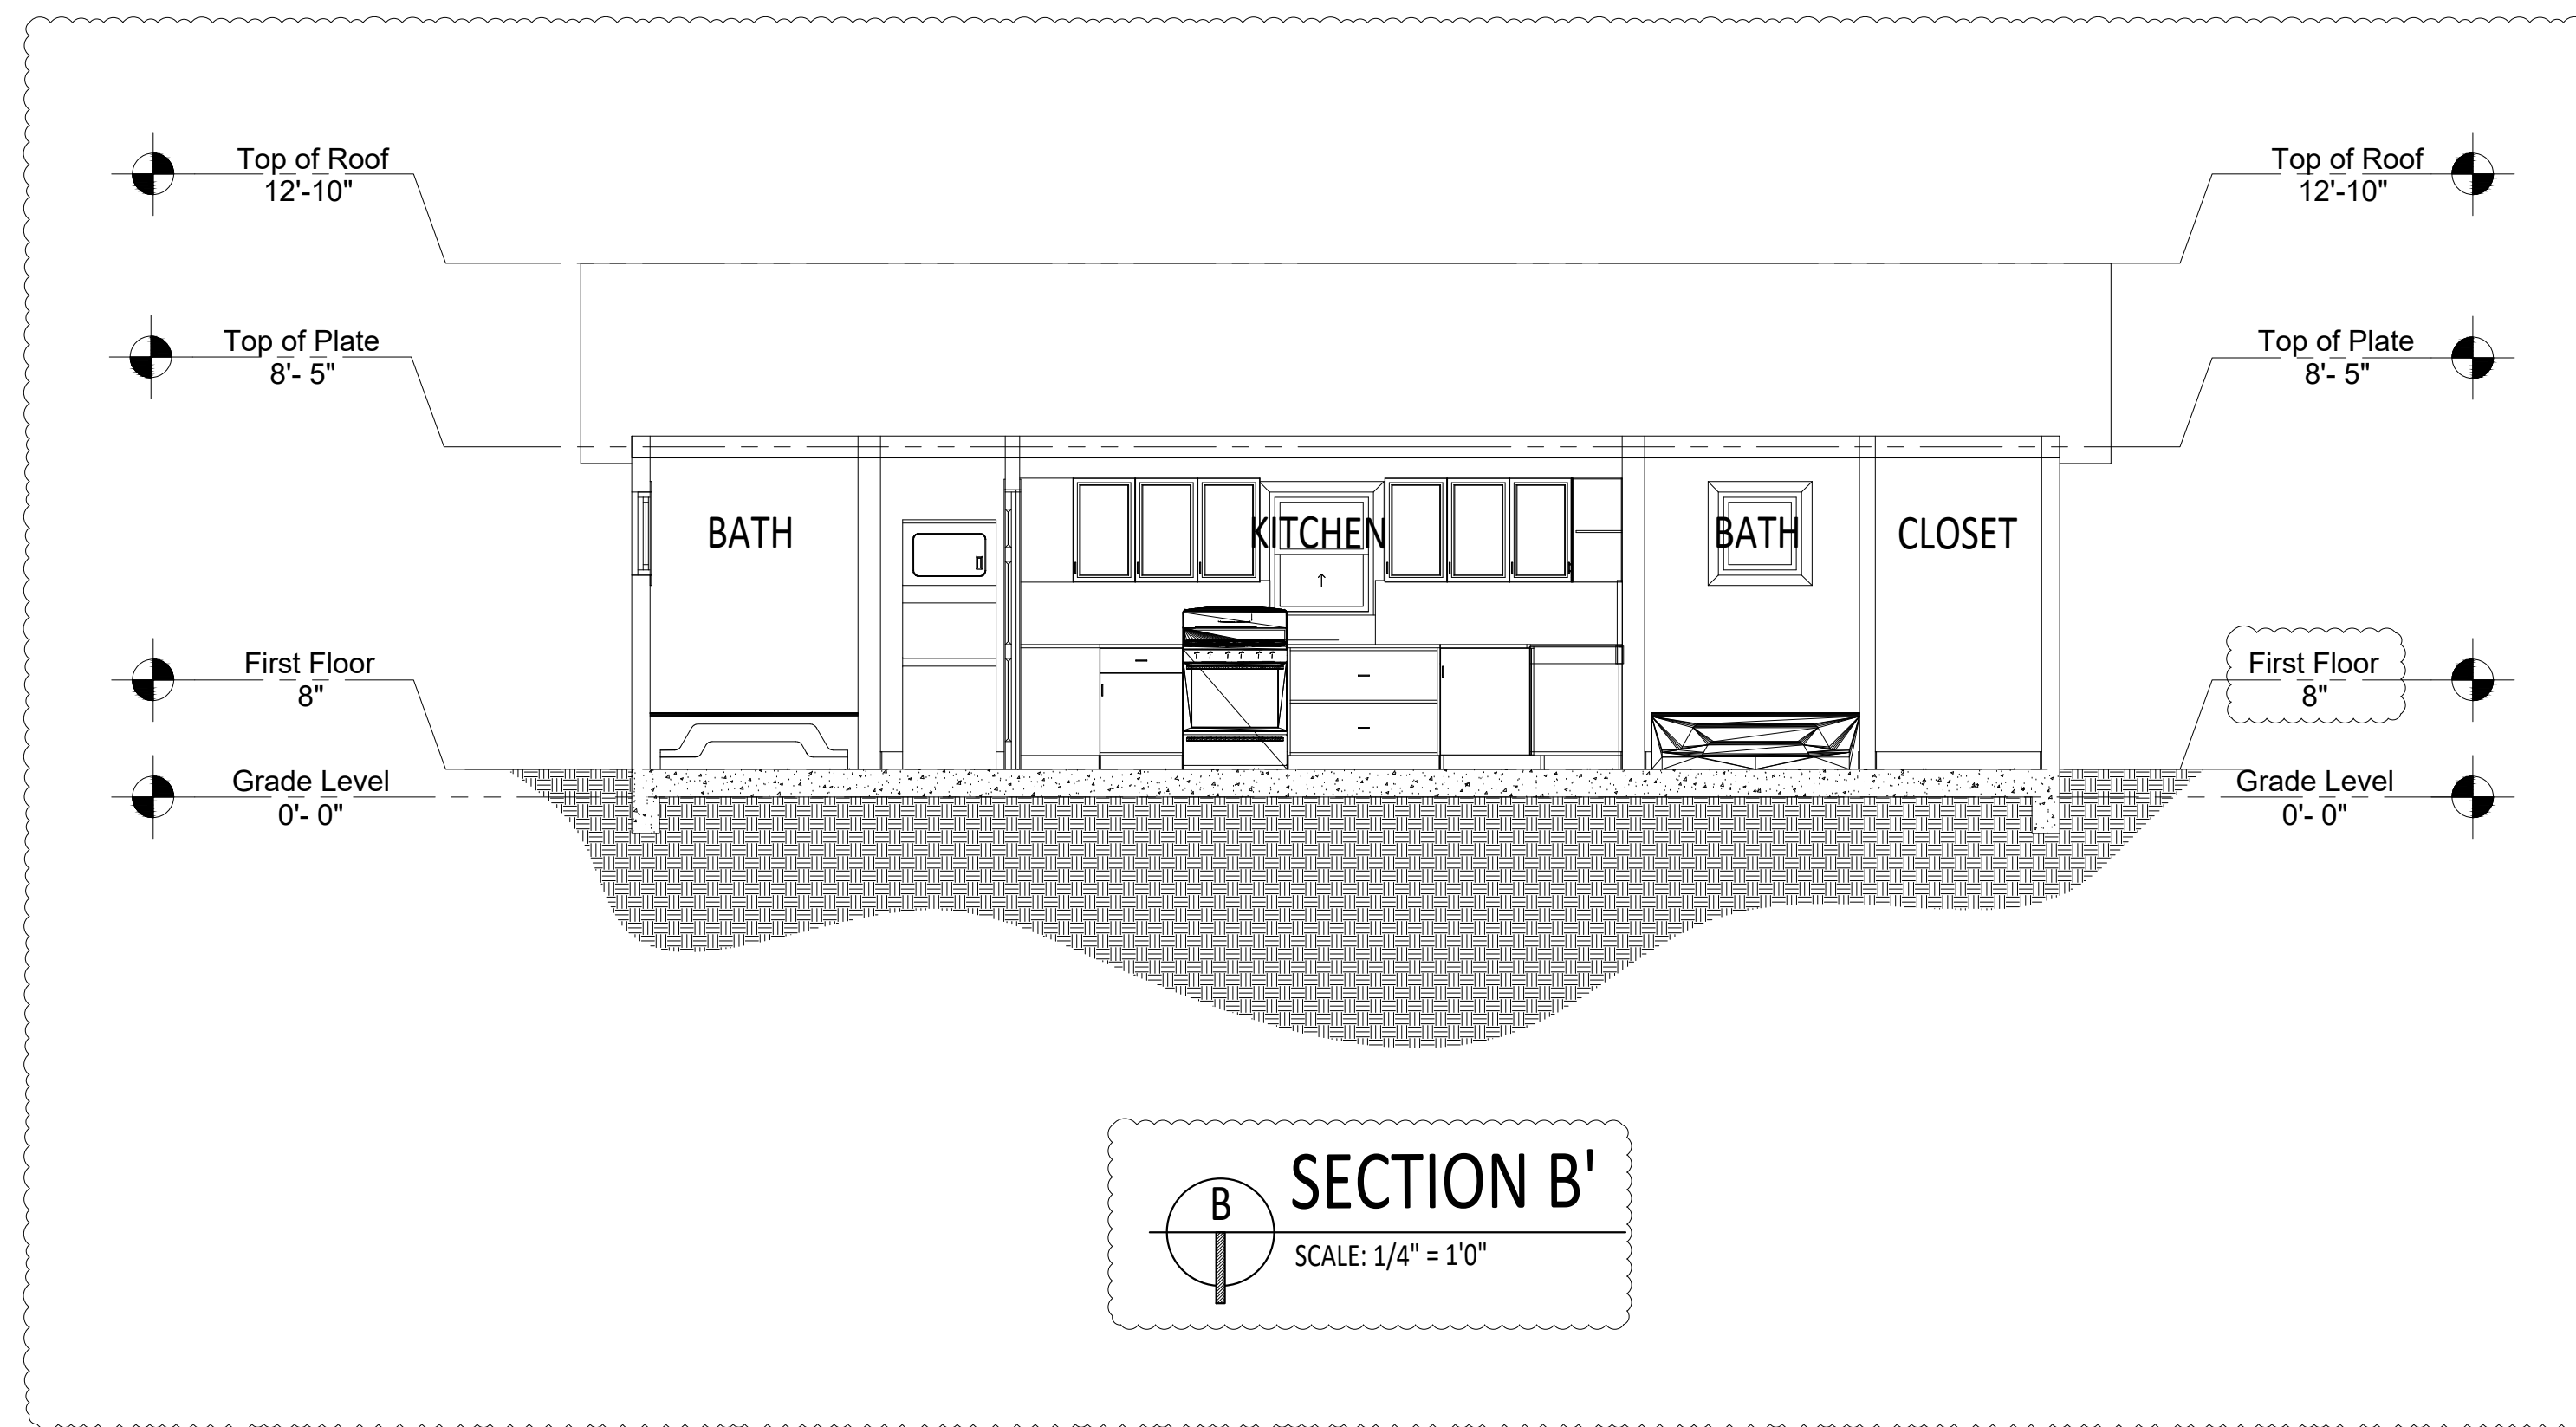 Top of Roof
12'-10"
Top of Roof
12'-10"
Top of Plate
8'- 5"
Top of Plate
8'- 5"
BATH
KITCHEN
BATH
CLOSET
First Floor
8"
First Floor
8"
Grade Level
0'- 0"
Grade Level
0'- 0"
B
SECTION B'
SCALE: 1/4" = 1'0"